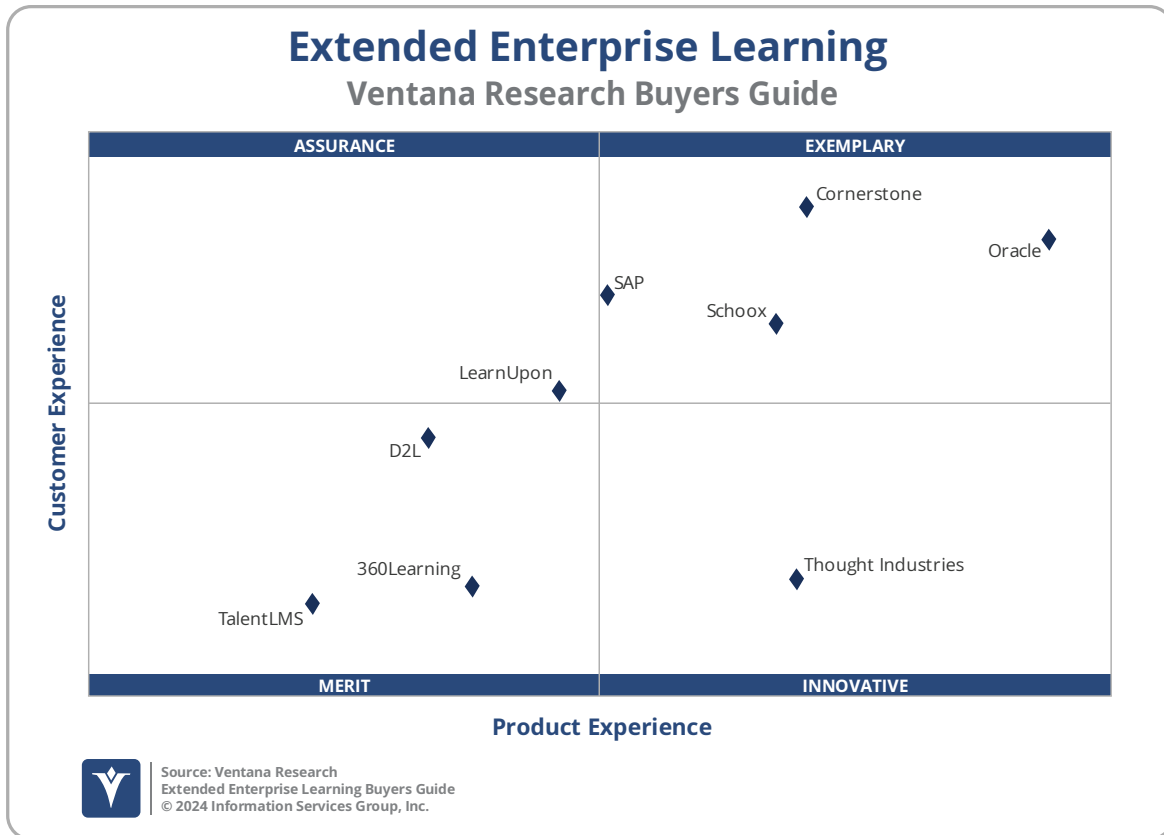 Extended Enterprise Learning
Ventana Research Buyers Guide
ASSURANCE
EXEMPLARY
Cornerstone
Oracle
SAP
Schoox
LearnUpon
Customer Experience
D2L
360Learning
Thought Industries
TalentLMS
MERIT
INNOVATIVE
Product Experience
Source: Ventana Research
Extended Enterprise Learning Buyers Guide
© 2024 Information Services Group, Inc.